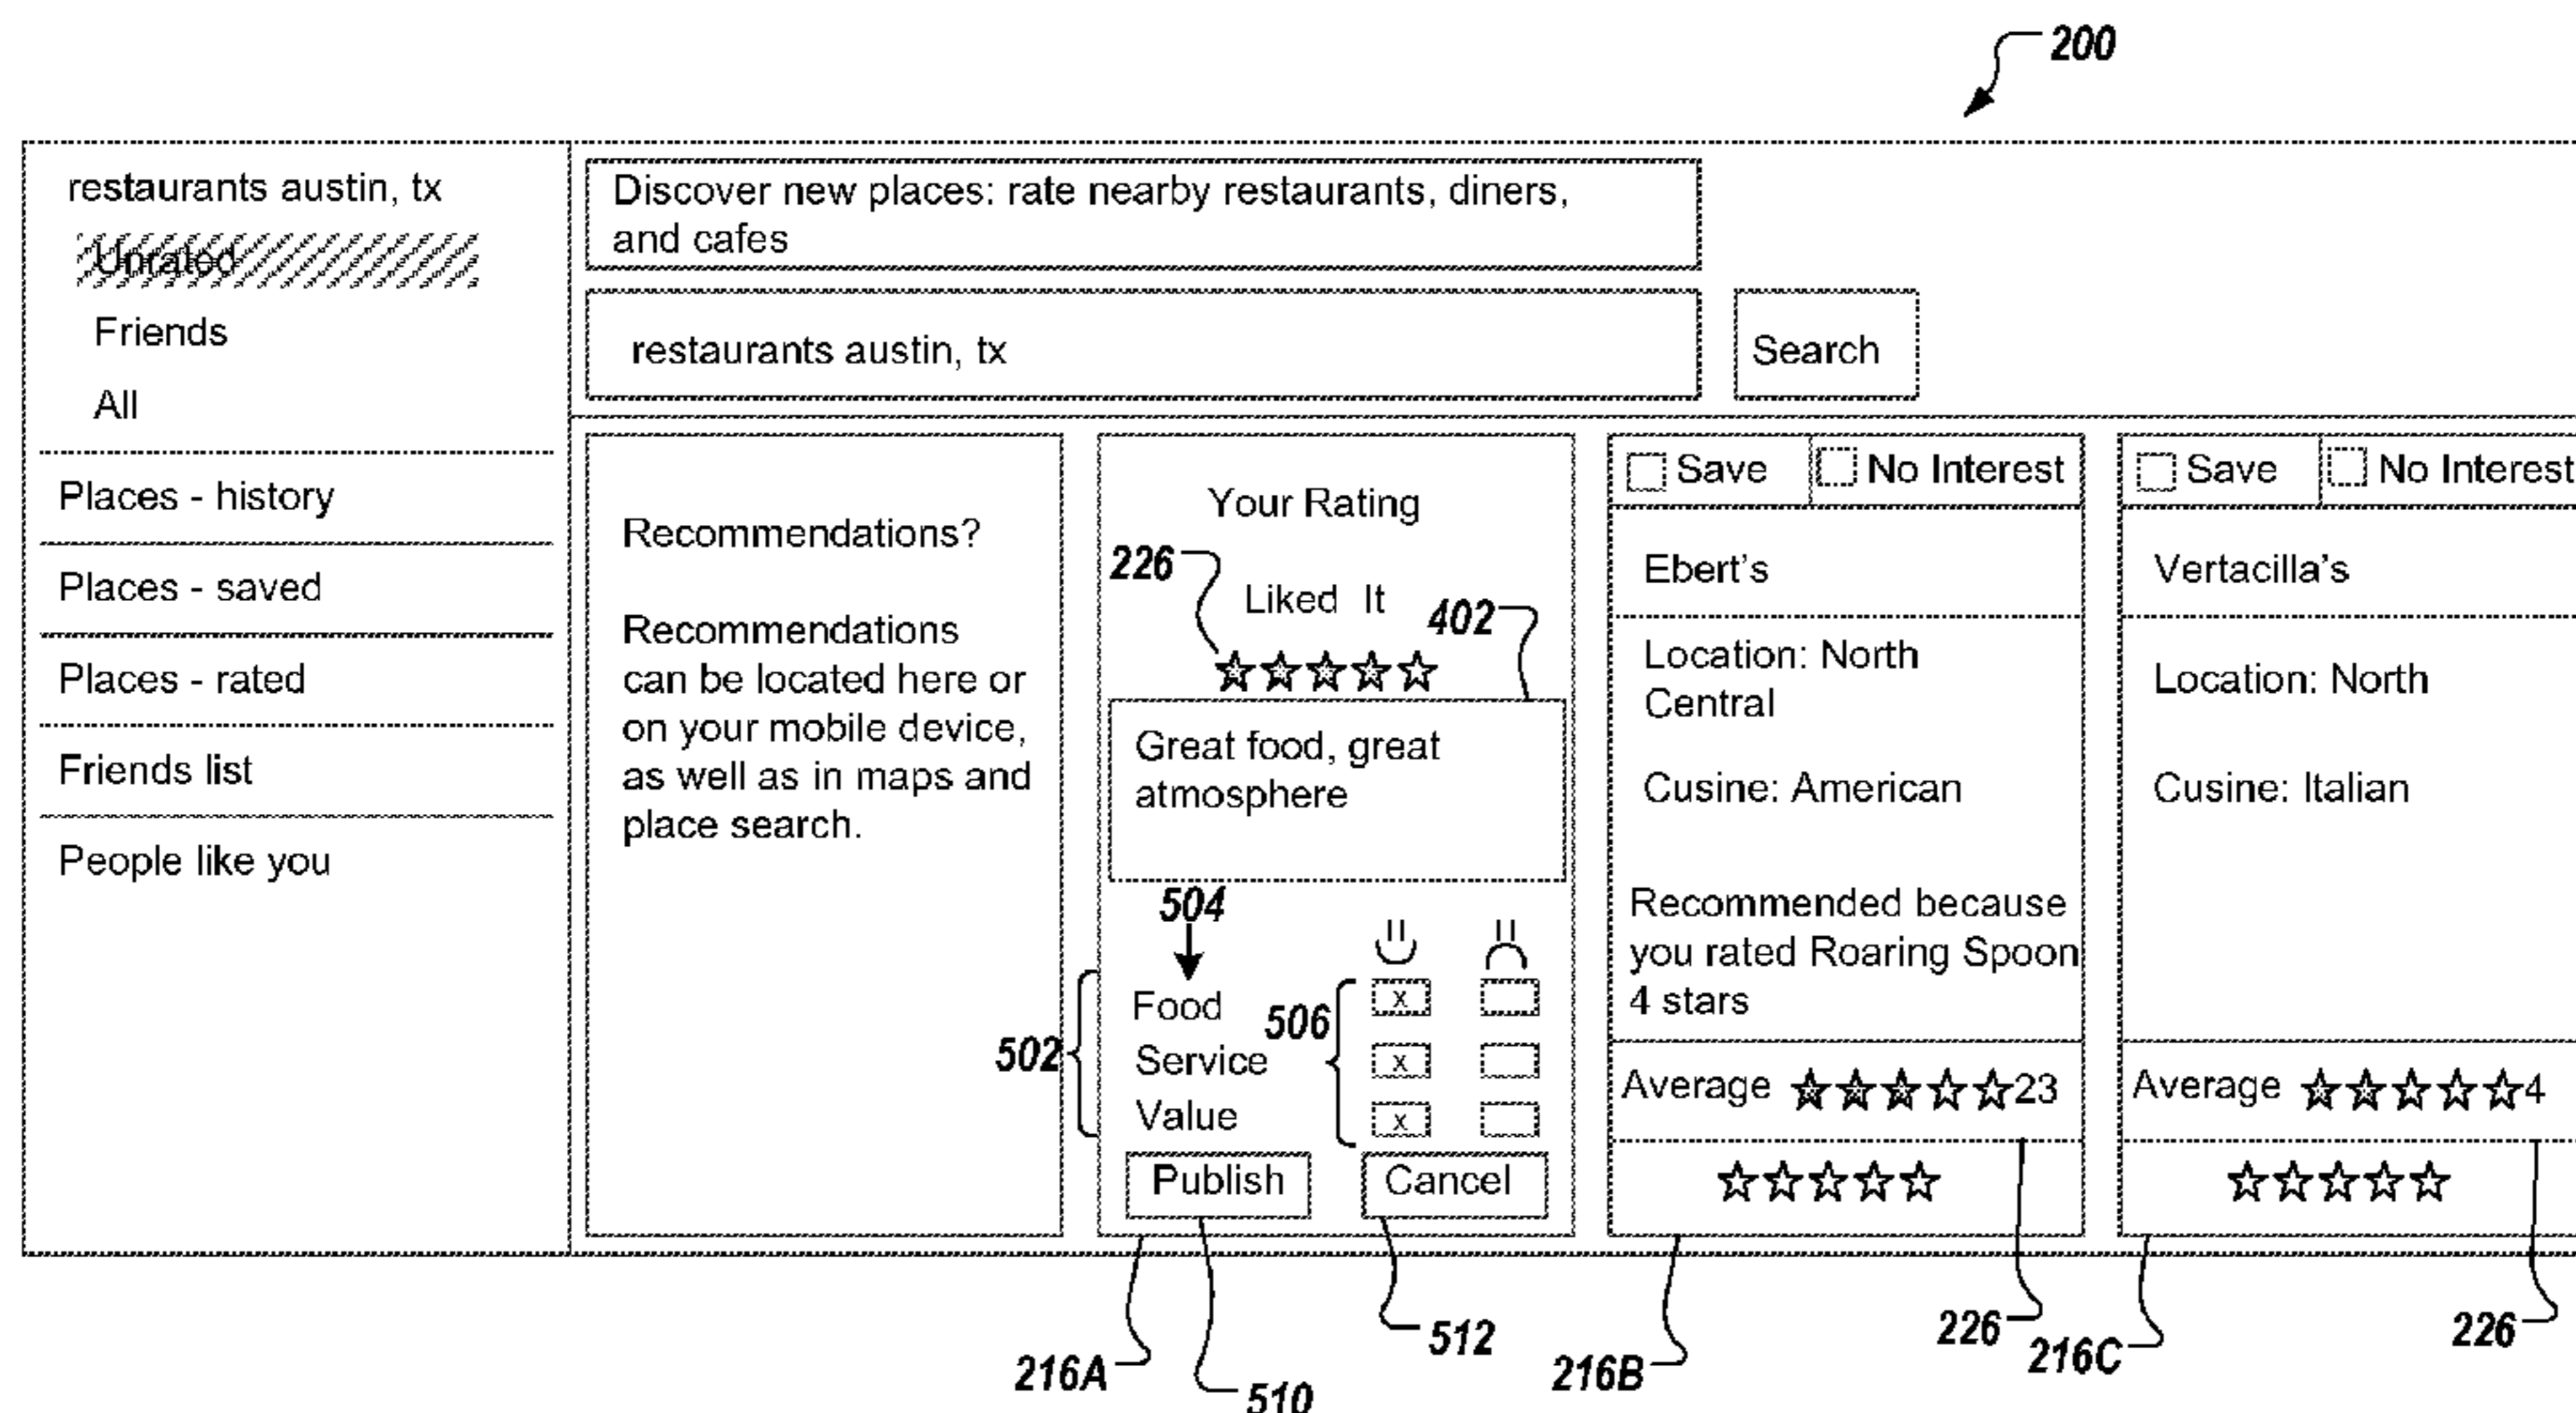 200
restaurants austin, tx
Unrated
Friends
All
Places - history
Places - saved
Places - rated
Friends list
People like you
Discover new places: rate nearby restaurants, diners,
and cafes
restaurants austin, tx
Search
Recommendations?
Recommendations
can be located here or
on your mobile device,
as well as in maps and
place search.
Your Rating
226
Liked It
402
Great food, great
atmosphere
504
502
506
Food x
Service x
Value x
Publish
Cancel
Save
No Interest
Ebert's
Location: North
Central
Cusine: American
Recommended because
you rated Roaring Spoon
4 stars
Average 23
Save
No Interest
Vertacilla's
Location: North
Cusine: Italian
Average 4
216A
510
512
216B
226
216C
226